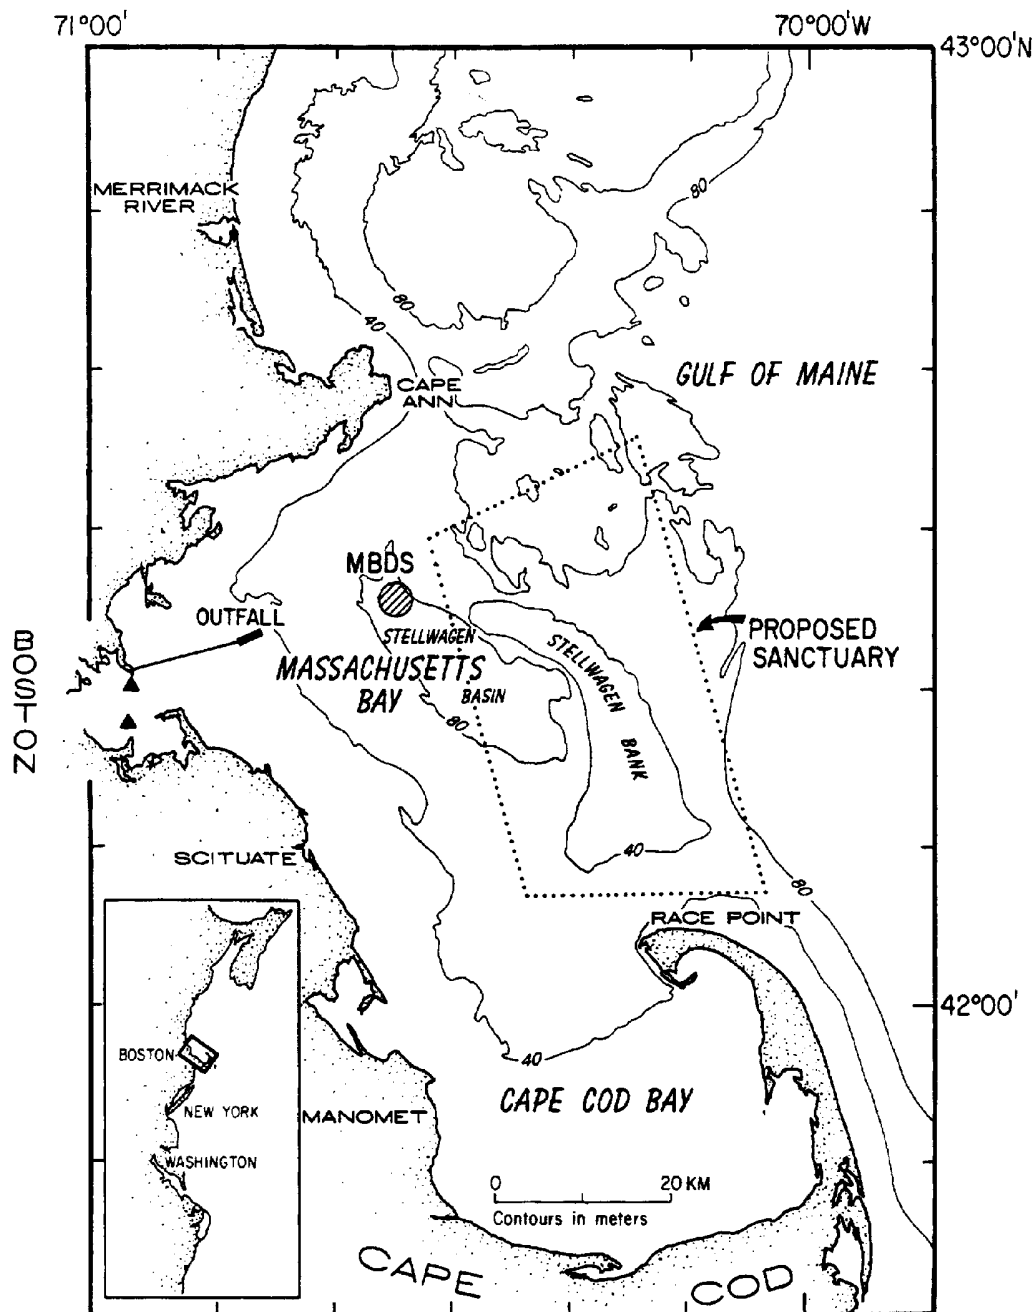 71°00'
70°00'W
43°00'N
MERRIMACK
RIVER
80
80
40
GULF OF MAINE
CAPE
ANN
MBDS
OUTFALL
STELLWAGEN
BASIN
MASSACHUSETTS
BAY
STELLWAGEN
BANK
PROPOSED
SANCTUARY
BOSTON
80
40
80
SCITUATE
RACE POINT
42°00'
40
BOSTON
NEW YORK
WASHINGTON
MANOMET
CAPE COD BAY
0 20 KM
Contours in meters
CAPE COD